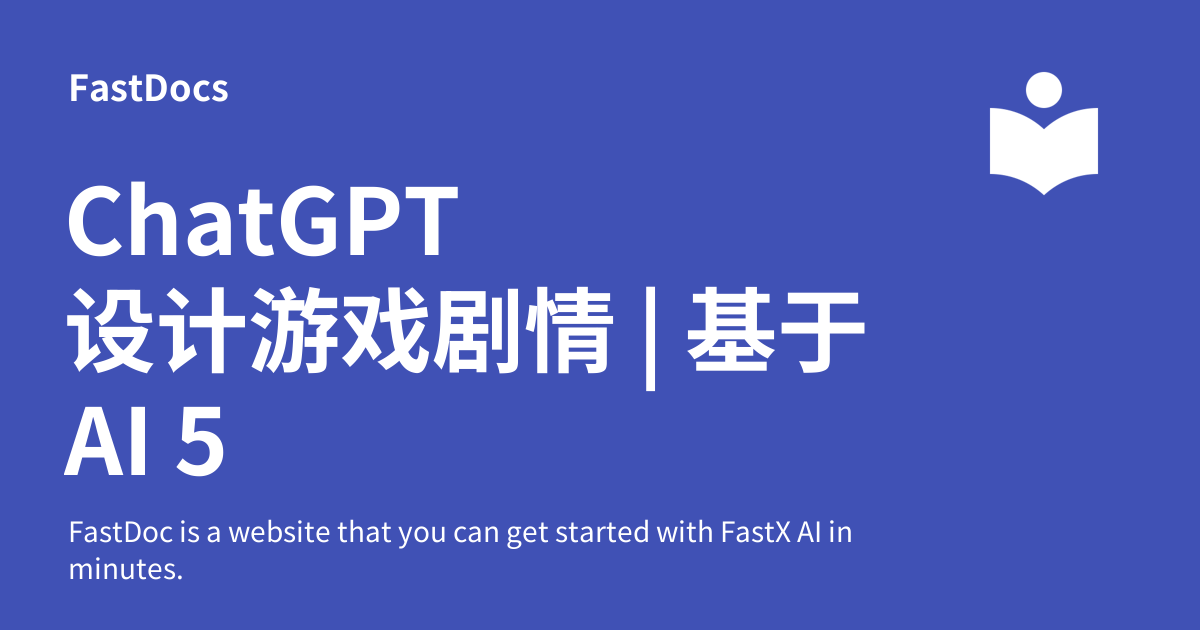 FastDocs
ChatGPT
设计游戏剧情 | 基于
AI 5
FastDoc is a website that you can get started with FastX AI in
minutes.